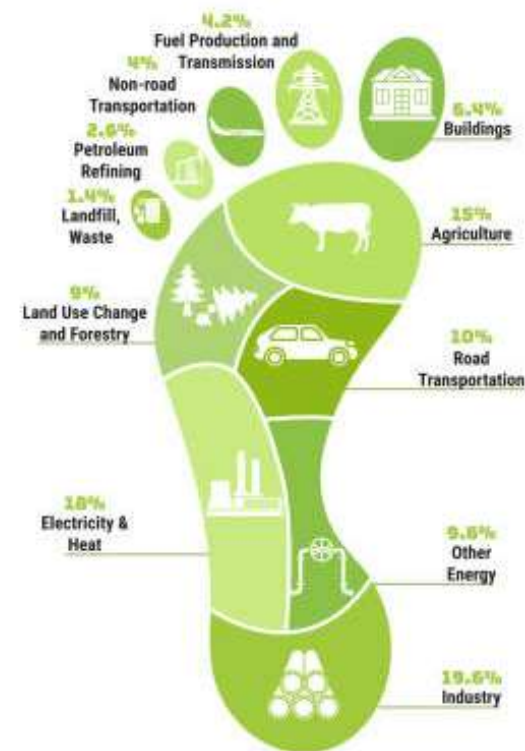 4.2%
Fuel Production and
Transmission
4%
Non-road
Transportation
2.6%
Petroleum
Refining
1.4%
Landfill,
Waste
6.4%
Buildings
15%
Agriculture
9%
Land Use Change
and Forestry
10%
Road
Transportation
18%
Electricity &
Heat
9.6%
Other
Energy
19.6%
Industry